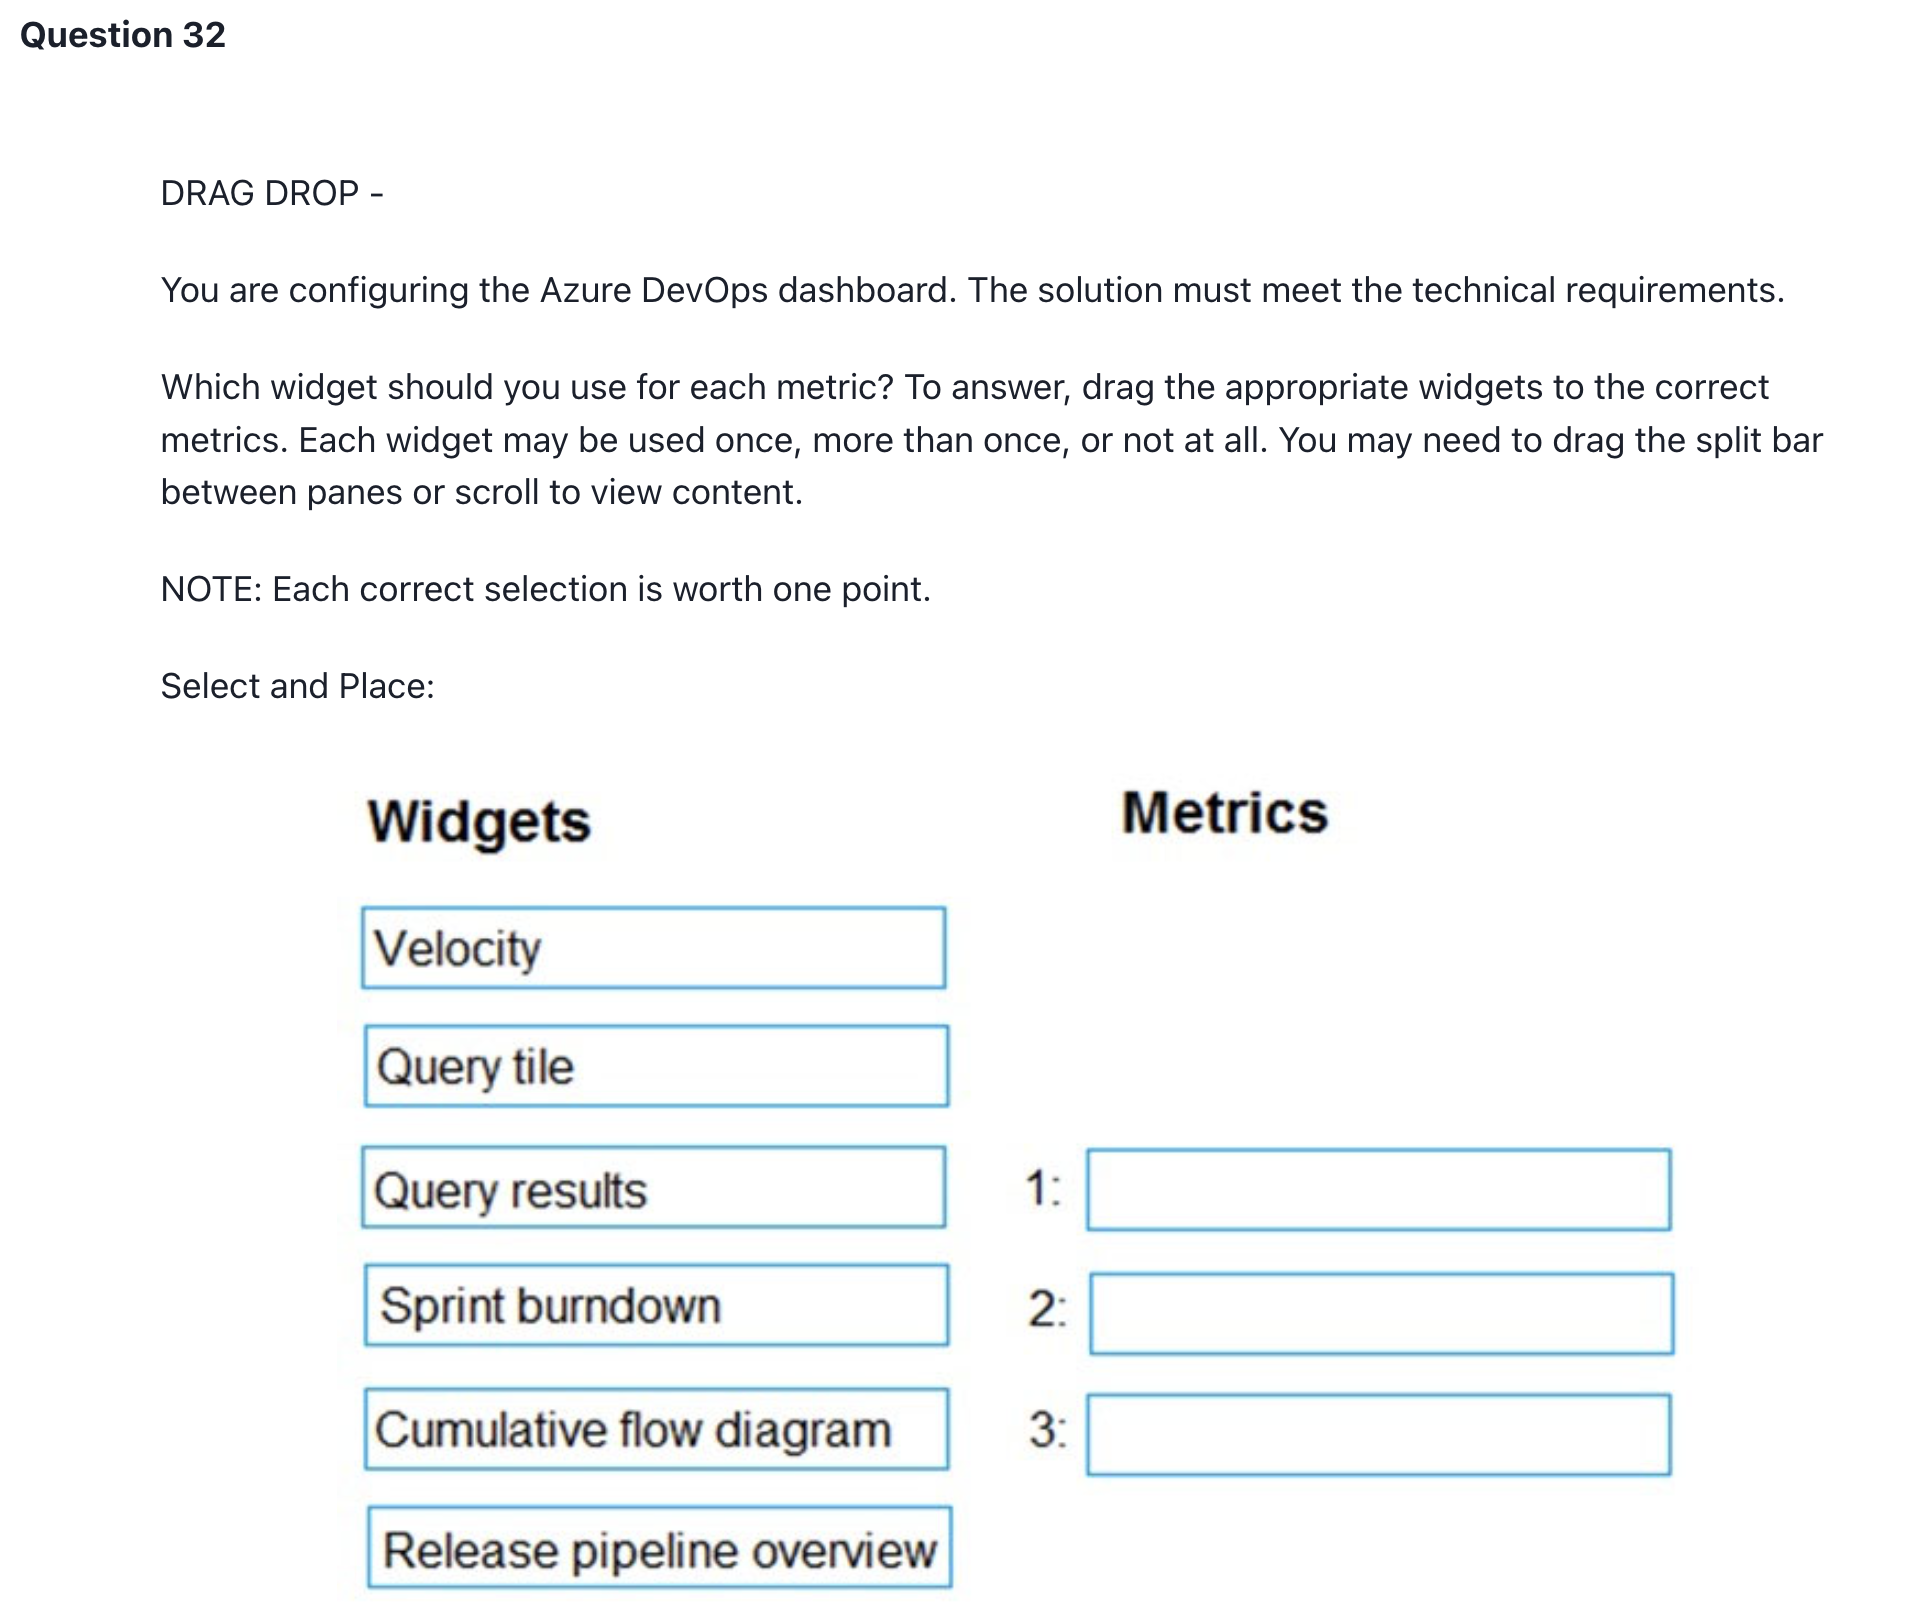 Question 32
DRAG DROP -
You are configuring the Azure DevOps dashboard. The solution must meet the technical requirements.
Which widget should you use for each metric? To answer, drag the appropriate widgets to the correct
metrics. Each widget may be used once, more than once, or not at all. You may need to drag the split bar
between panes or scroll to view content.
NOTE: Each correct selection is worth one point.
Select and Place:
Widgets
Velocity
Query tile
Query results
Sprint burndown
Cumulative flow diagram
Release pipeline overview
Metrics
1:
2:
3: